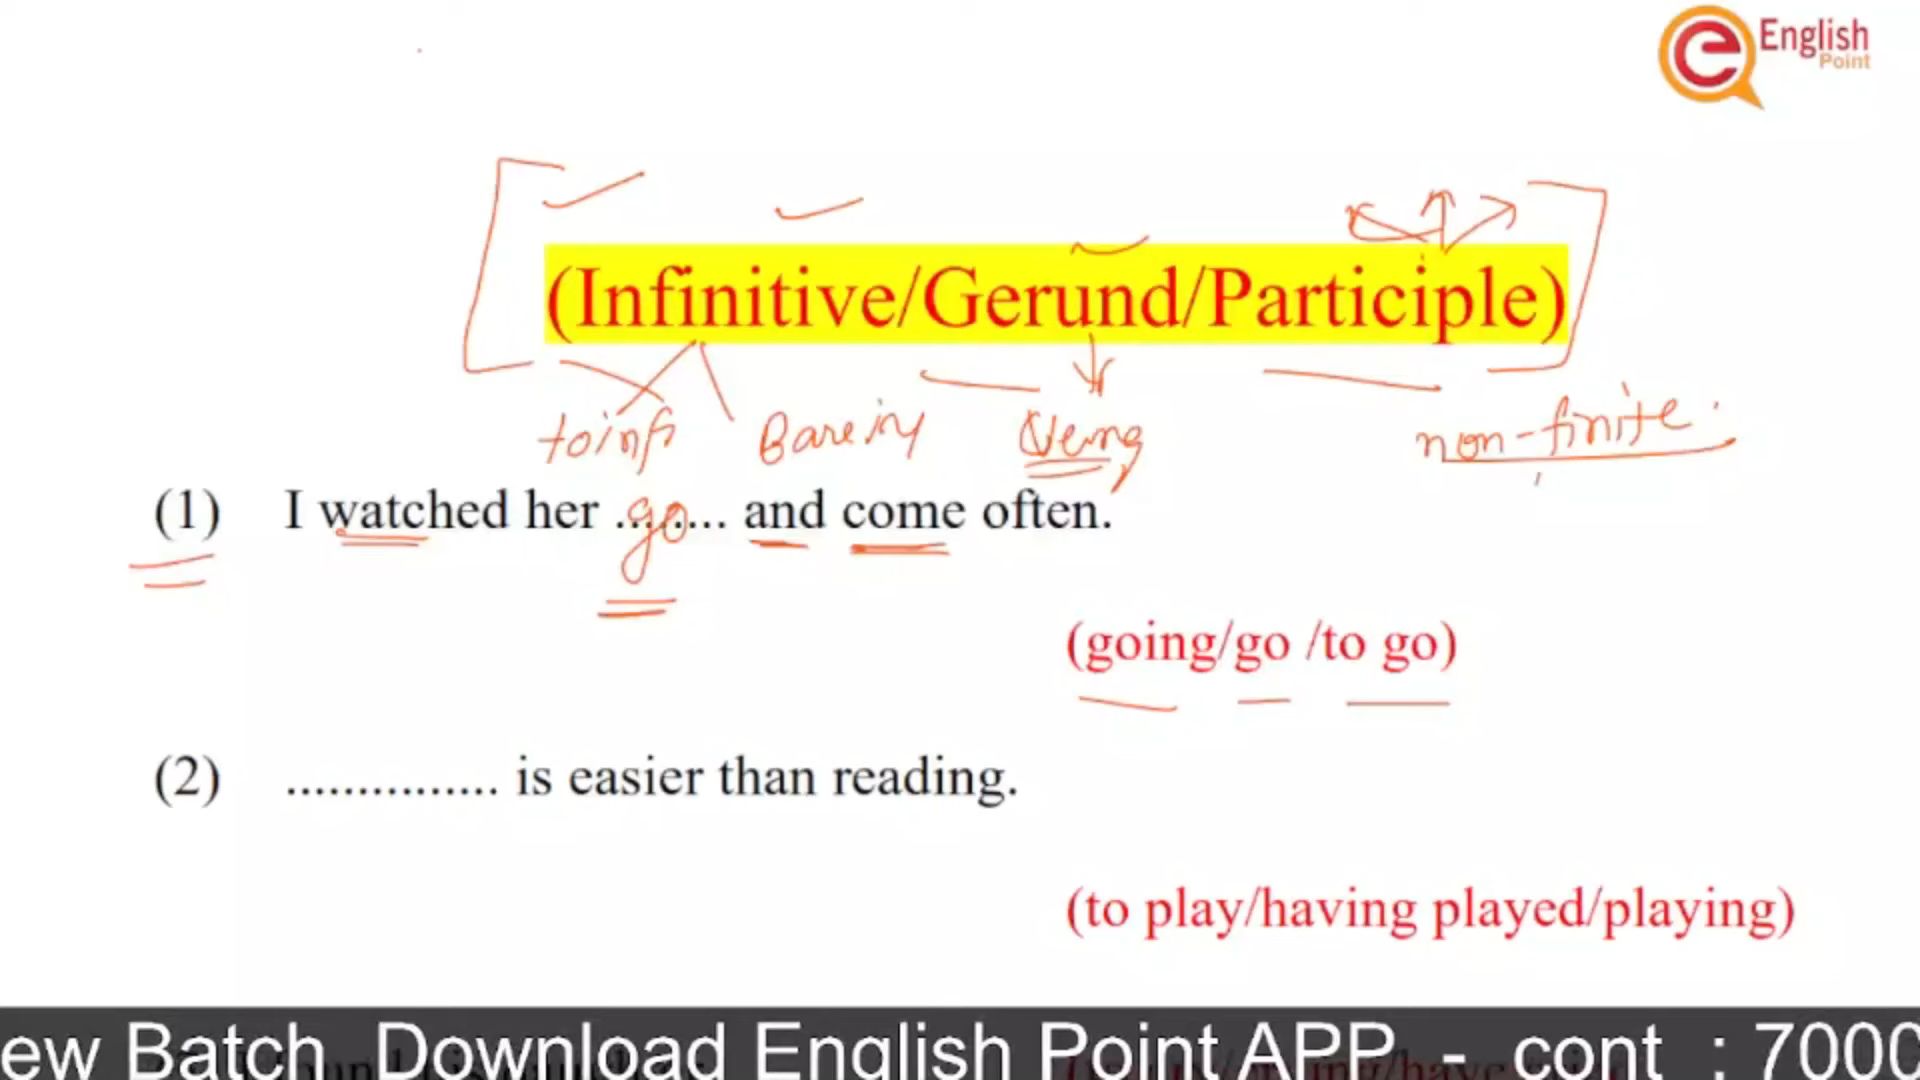 English
Point
(Infinitive/Gerund/Participle)
to inf Bare inf Ving non-finite.
(1) I watched her ........ and come often.
go
(going/go /to go)
(2) ............... is easier than reading.
(to play/having played/playing)
ew Batch, Download English Point APP - cont : 7000